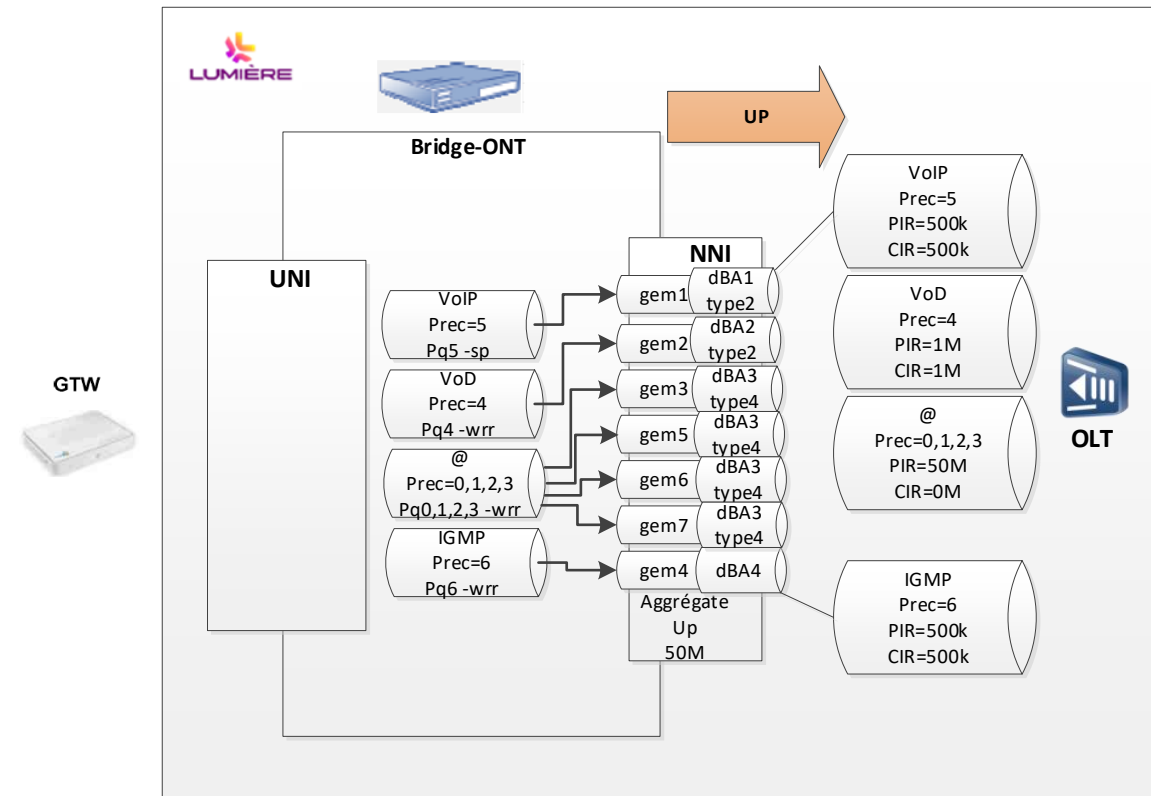 LUMIÈRE
UP
Bridge-ONT
VoIP
Prec=5
PIR=500k
CIR=500k
NNI
UNI
gem1
dBA1
type2
VoIP
Prec=5
Pq5 -sp
gem2
dBA2
type2
VoD
Prec=4
PIR=1M
CIR=1M
VoD
Prec=4
Pq4 -wrr
gem3
dBA3
type4
GTW
gem5
dBA3
type4
@
Prec=0,1,2,3
PIR=50M
CIR=0M
OLT
@
Prec=0,1,2,3
Pq0,1,2,3 -wrr
gem6
dBA3
type4
gem7
dBA3
type4
IGMP
Prec=6
Pq6 -wrr
gem4
dBA4
IGMP
Prec=6
PIR=500k
CIR=500k
Aggrégate
Up
50M